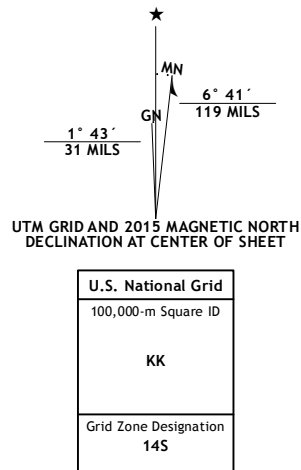 ★
MN
GN
6° 41´
119 MILS
1° 43´
31 MILS
UTM GRID AND 2015 MAGNETIC NORTH
DECLINATION AT CENTER OF SHEET
U.S. National Grid
100,000-m Square ID
KK
Grid Zone Designation
14S